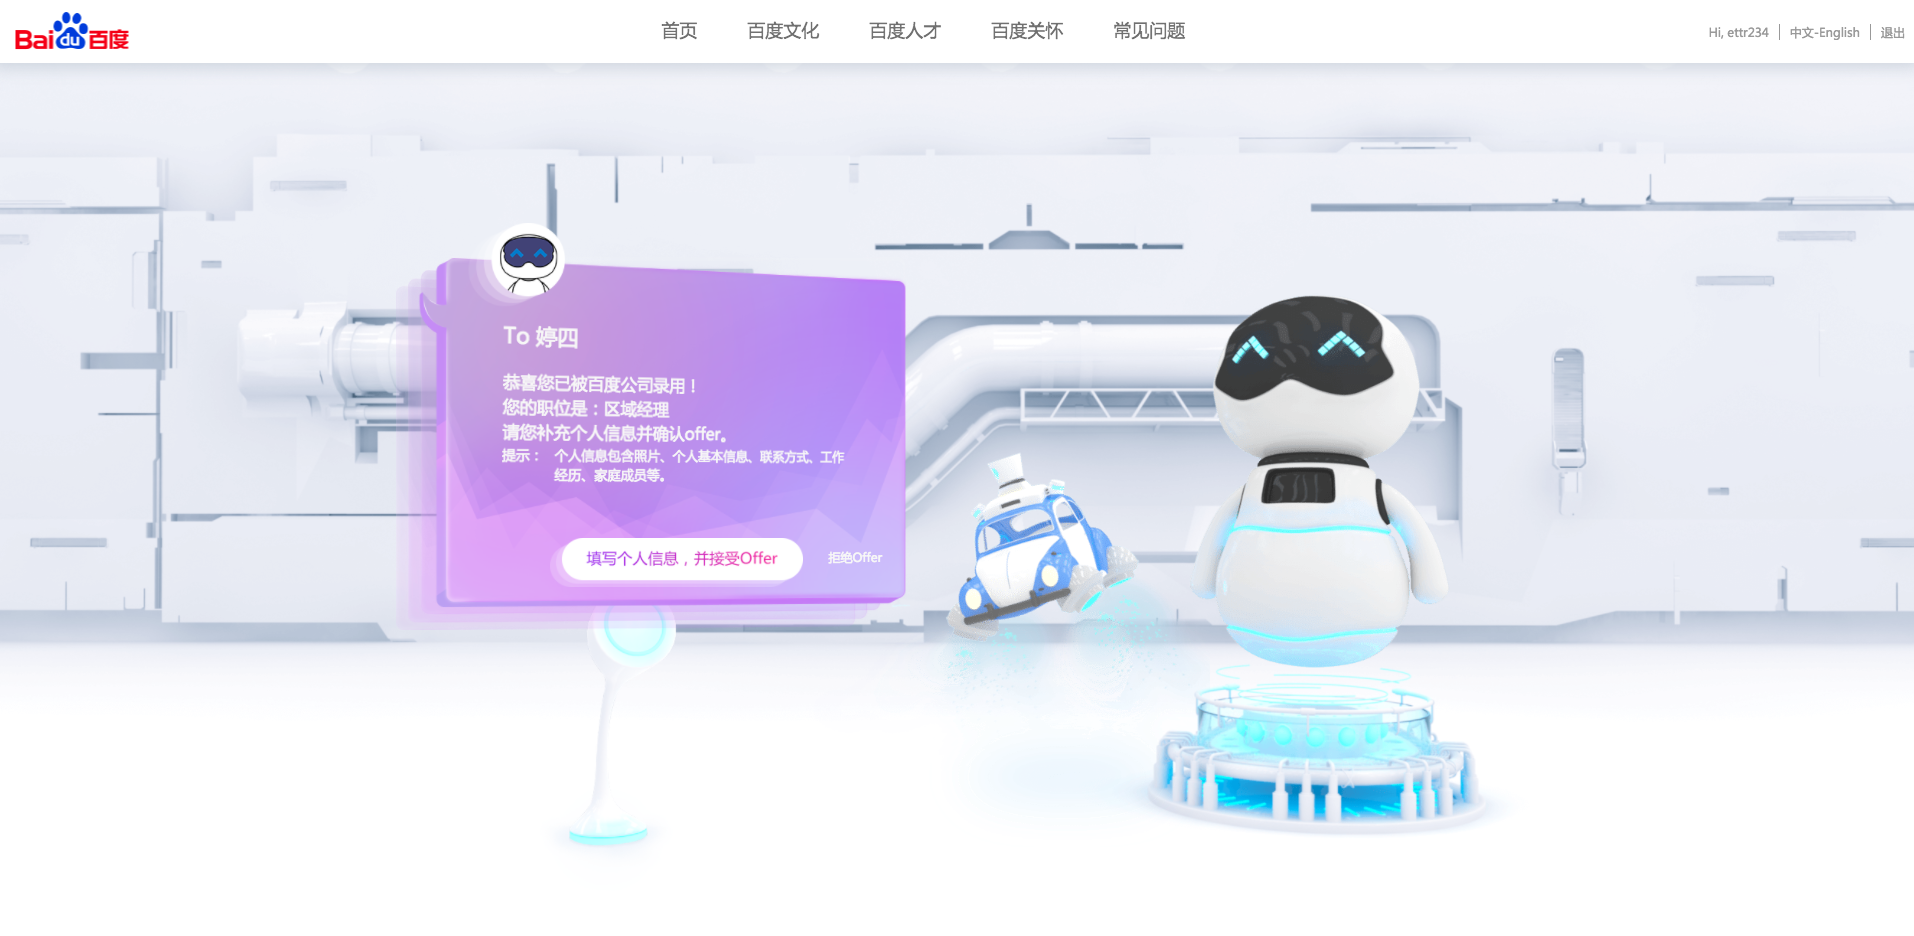 Bai du 百度
首页 百度文化 百度人才 百度关怀 常见问题
Hi, ettr234 中文-English 退出
To 婷四
恭喜您已被百度公司录用！
您的职位是：区域经理
请您补充个人信息并确认offer。
提示： 个人信息包含照片、个人基本信息、联系方式、工作
经历、家庭成员等。
填写个人信息，并接受Offer
拒绝Offer